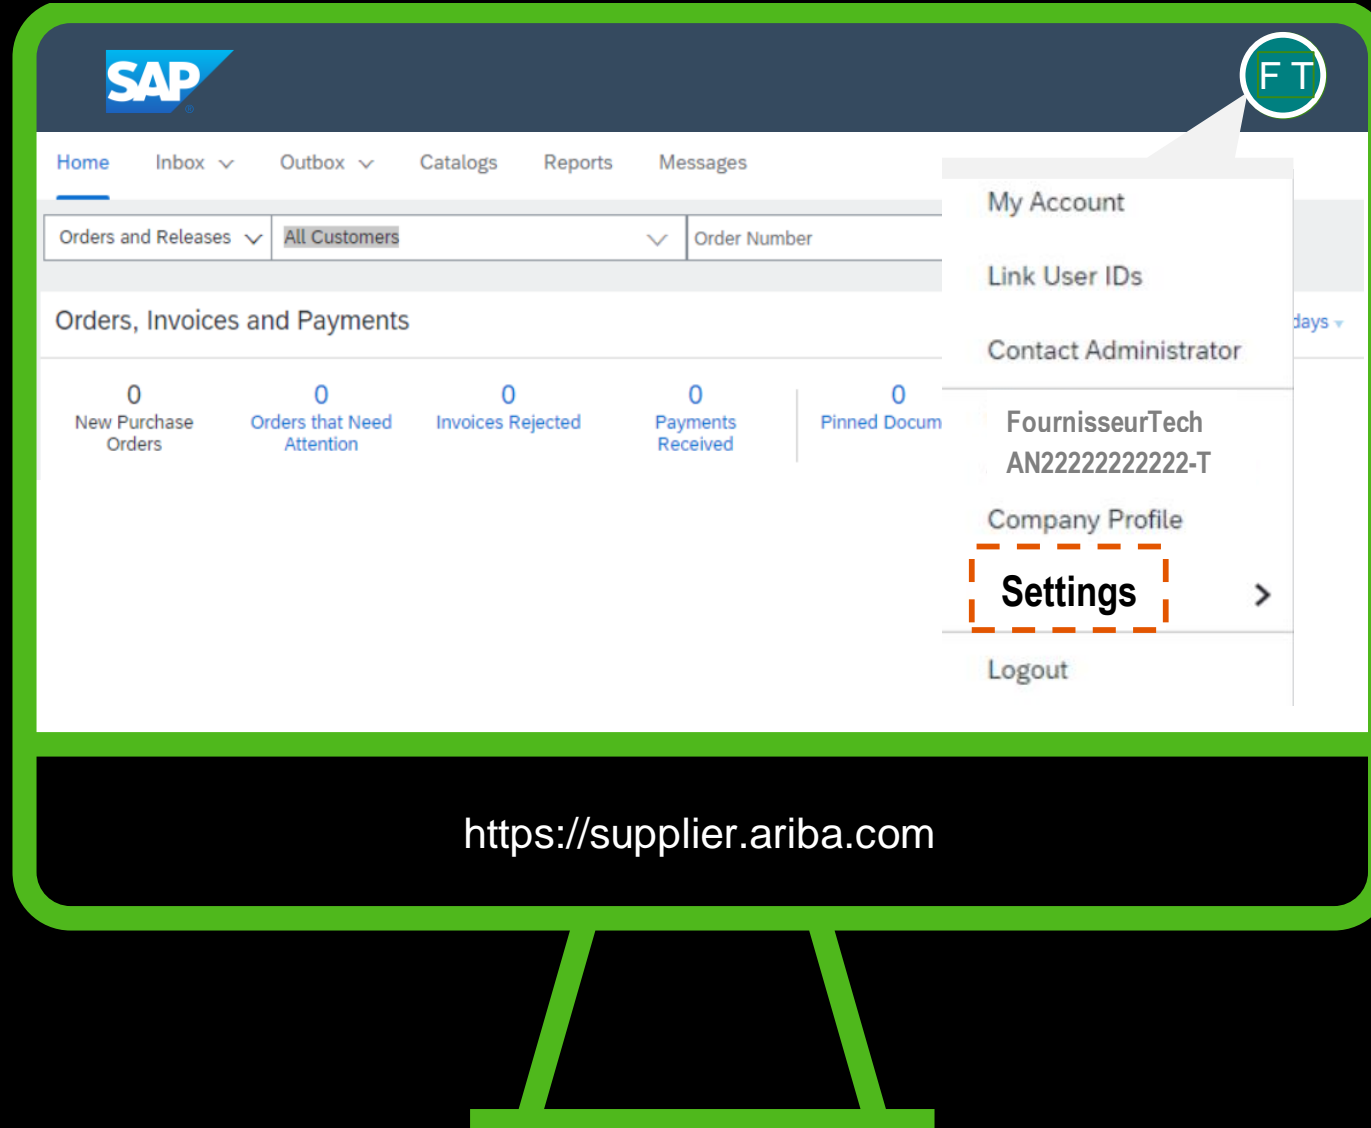 SAP
F T
Home Inbox Outbox Catalogs Reports Messages
Orders and Releases All Customers Order Number
Orders, Invoices and Payments
days
0
New Purchase
Orders
0
Orders that Need
Attention
0
Invoices Rejected
0
Payments
Received
0
Pinned Docum
My Account
Link User IDs
Contact Administrator
FournisseurTech
AN22222222222-T
Company Profile
Settings
Logout
https://supplier.ariba.com